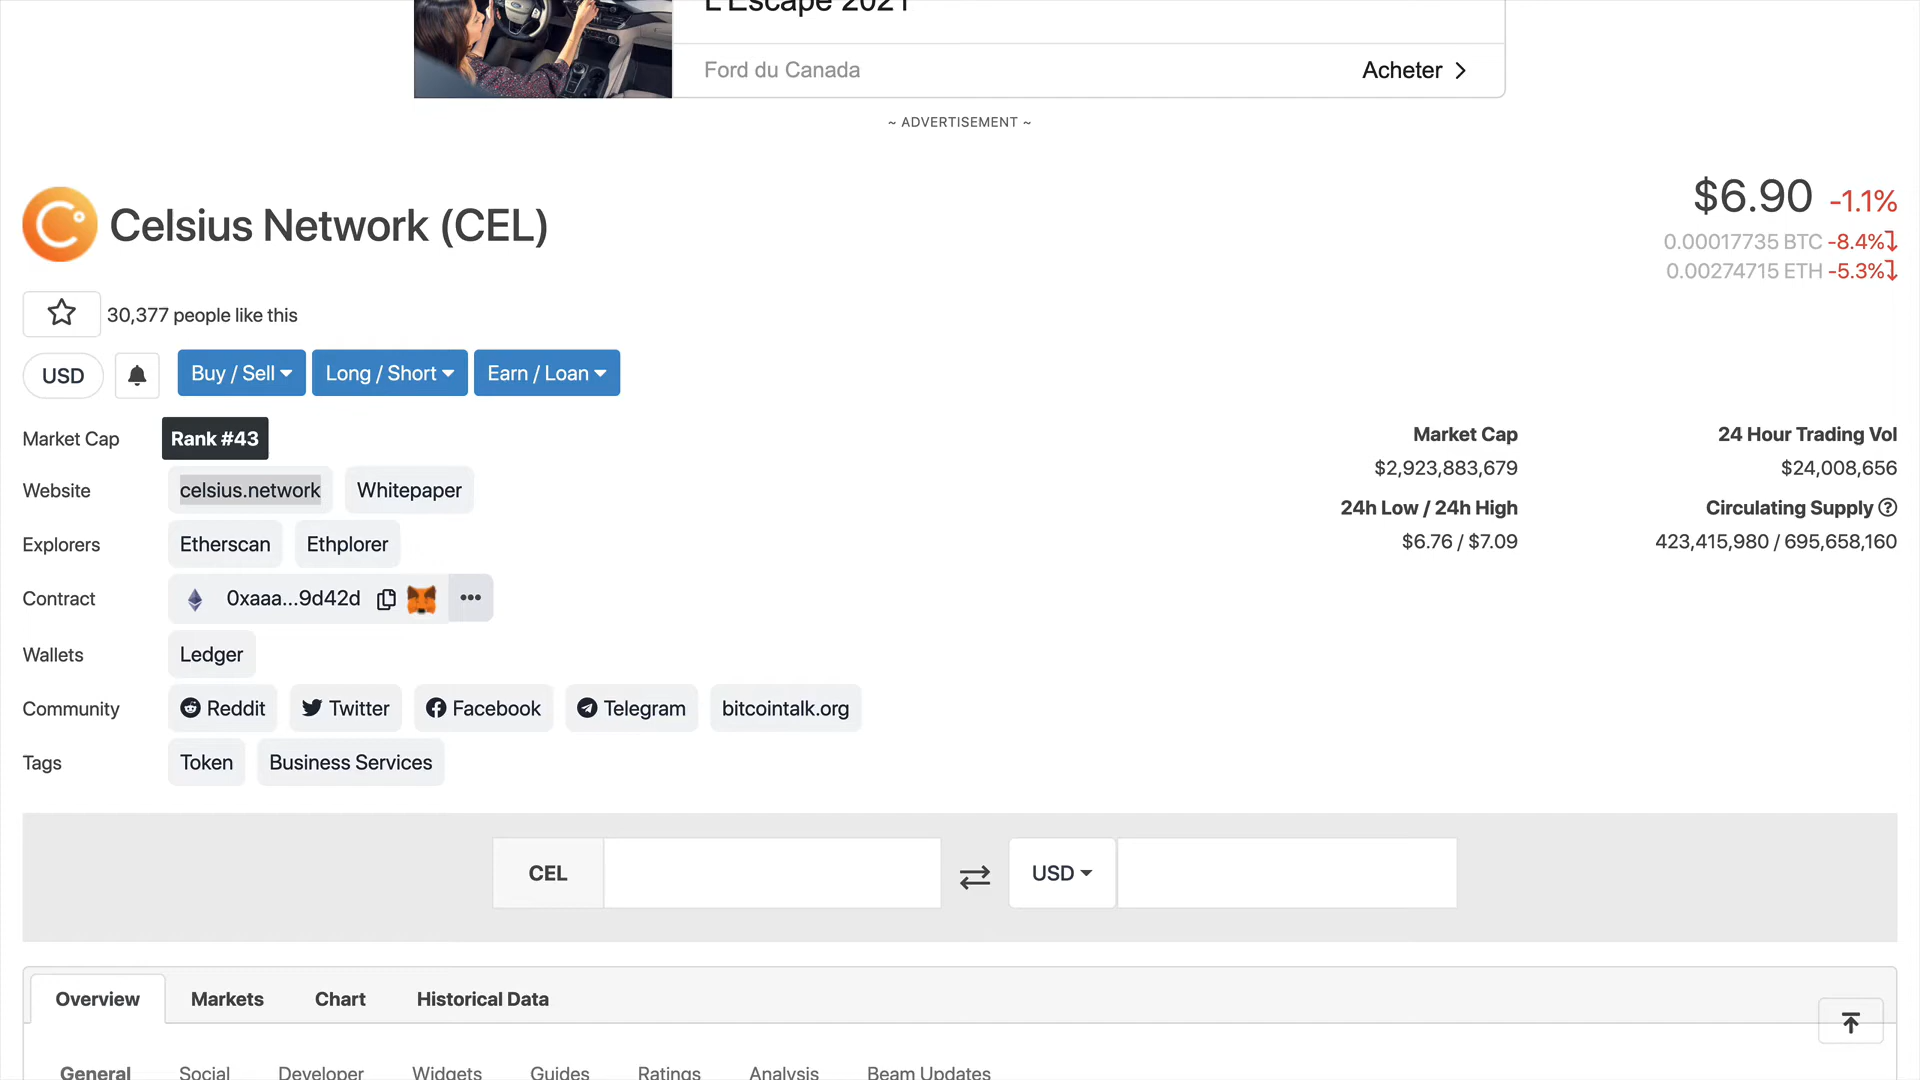 L'Escape 2021
Ford du Canada
Acheter
~ ADVERTISEMENT ~
Celsius Network (CEL)
$6.90 -1.1%
0.00017735 BTC -8.4%
0.00274715 ETH -5.3%
30,377 people like this
USD
Buy / Sell
Long / Short
Earn / Loan
Market Cap
Rank #43
Website
celsius.network
Whitepaper
Explorers
Etherscan
Ethplorer
Contract
0xaaa...9d42d
•••
Wallets
Ledger
Community
Reddit
Twitter
Facebook
Telegram
bitcointalk.org
Tags
Token
Business Services
Market Cap
$2,923,883,679
24 Hour Trading Vol
$24,008,656
24h Low / 24h High
$6.76 / $7.09
Circulating Supply ?
423,415,980 / 695,658,160
CEL
USD
Overview
Markets
Chart
Historical Data
General
Social
Developer
Widgets
Guides
Ratings
Analysis
Beam Updates